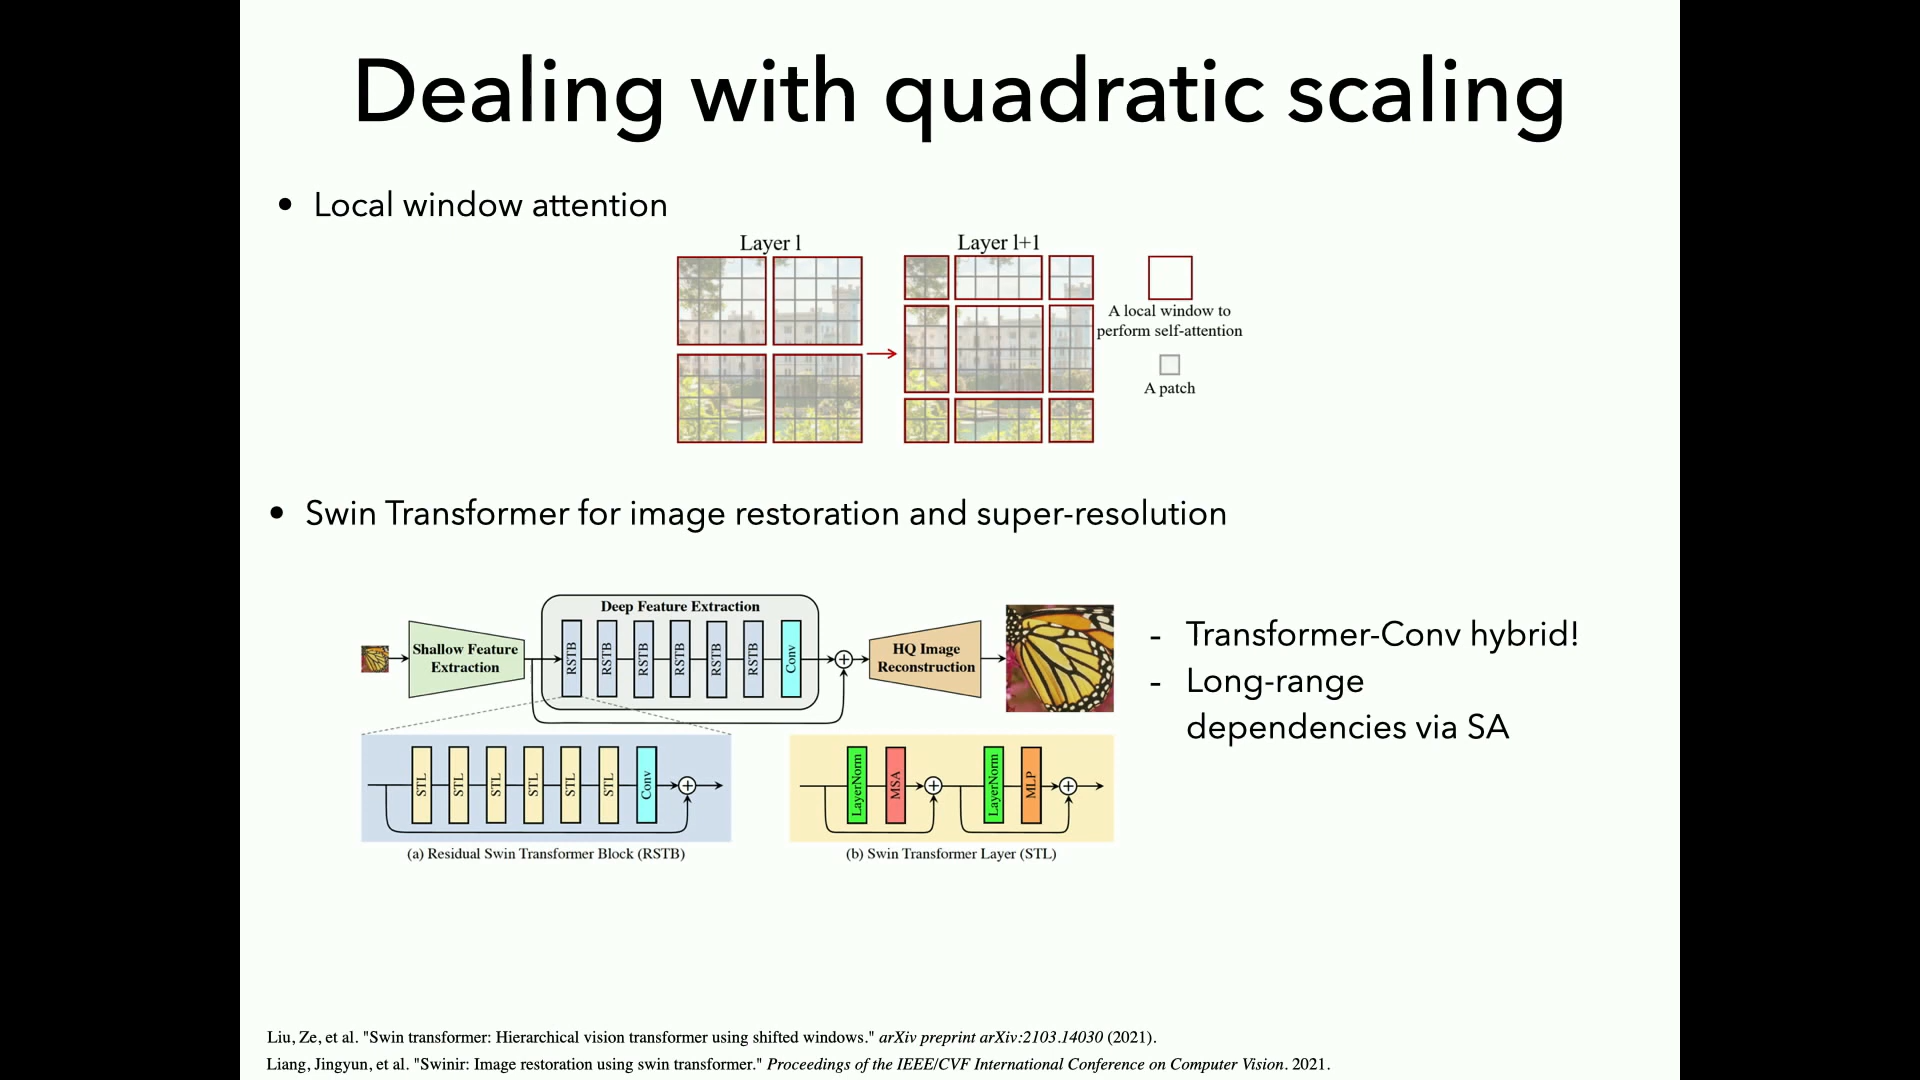 Dealing with quadratic scaling
• Local window attention
Layer l
Layer l+1
A local window to
perform self-attention
A patch
• Swin Transformer for image restoration and super-resolution
Deep Feature Extraction
Shallow Feature
Extraction
RSTB
RSTB
RSTB
RSTB
RSTB
RSTB
Conv
HQ Image
Reconstruction
- Transformer-Conv hybrid!
- Long-range
dependencies via SA
STL
STL
STL
STL
STL
STL
Conv
LayerNorm
MSA
LayerNorm
MLP
(a) Residual Swin Transformer Block (RSTB)
(b) Swin Transformer Layer (STL)
Liu, Ze, et al. "Swin transformer: Hierarchical vision transformer using shifted windows." arXiv preprint arXiv:2103.14030 (2021).
Liang, Jingyun, et al. "Swinir: Image restoration using swin transformer." Proceedings of the IEEE/CVF International Conference on Computer Vision. 2021.